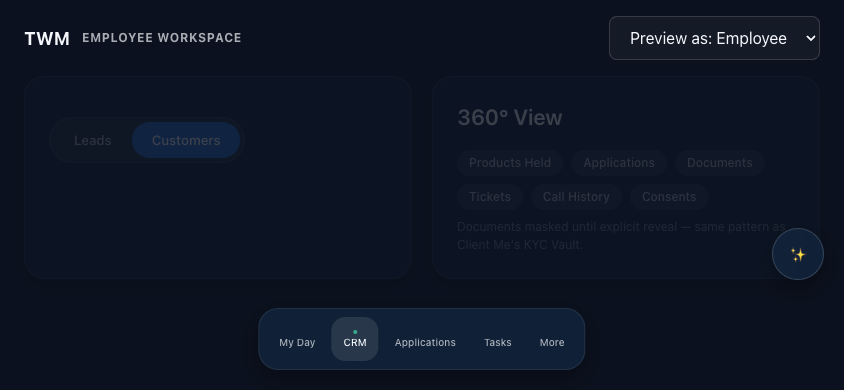 TWM EMPLOYEE WORKSPACE
Preview as: Employee
Leads Customers
360° View
Products Held Applications Documents
Tickets Call History Consents
Documents masked until explicit reveal — same pattern as
Client Me's KYC Vault.
My Day CRM Applications Tasks More